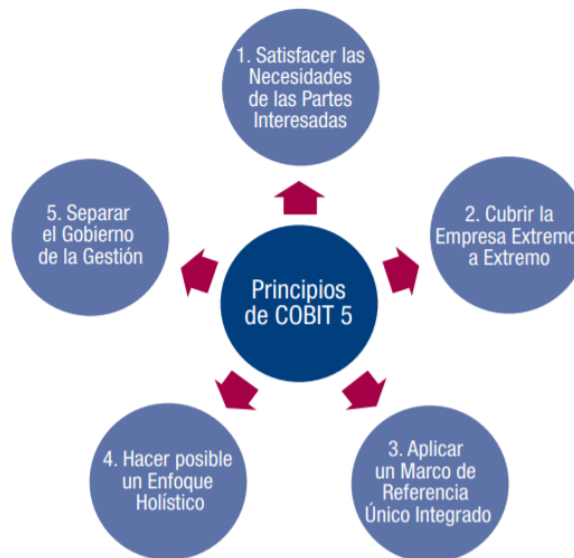 1. Satisfacer las
Necesidades
de las Partes
Interesadas
5. Separar
el Gobierno
de la Gestión
2. Cubrir la
Empresa Extremo
a Extremo
Principios
de COBIT 5
4. Hacer posible
un Enfoque
Holístico
3. Aplicar
un Marco de
Referencia
Único Integrado